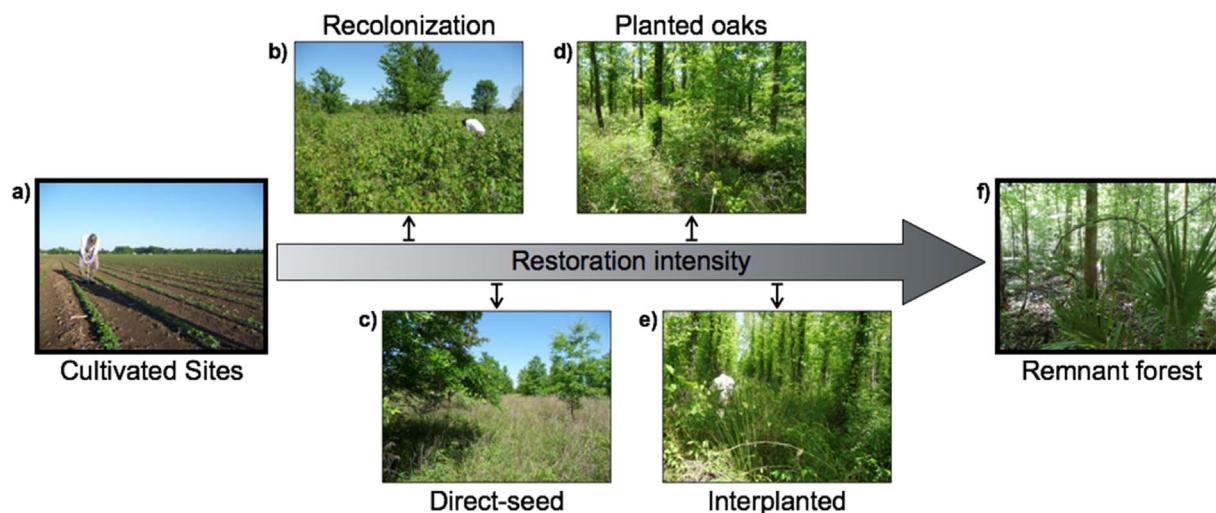 Recolonization
Planted oaks
b)
d)
a)
f)
Restoration intensity
Cultivated Sites
c)
e)
Remnant forest
Direct-seed
Interplanted